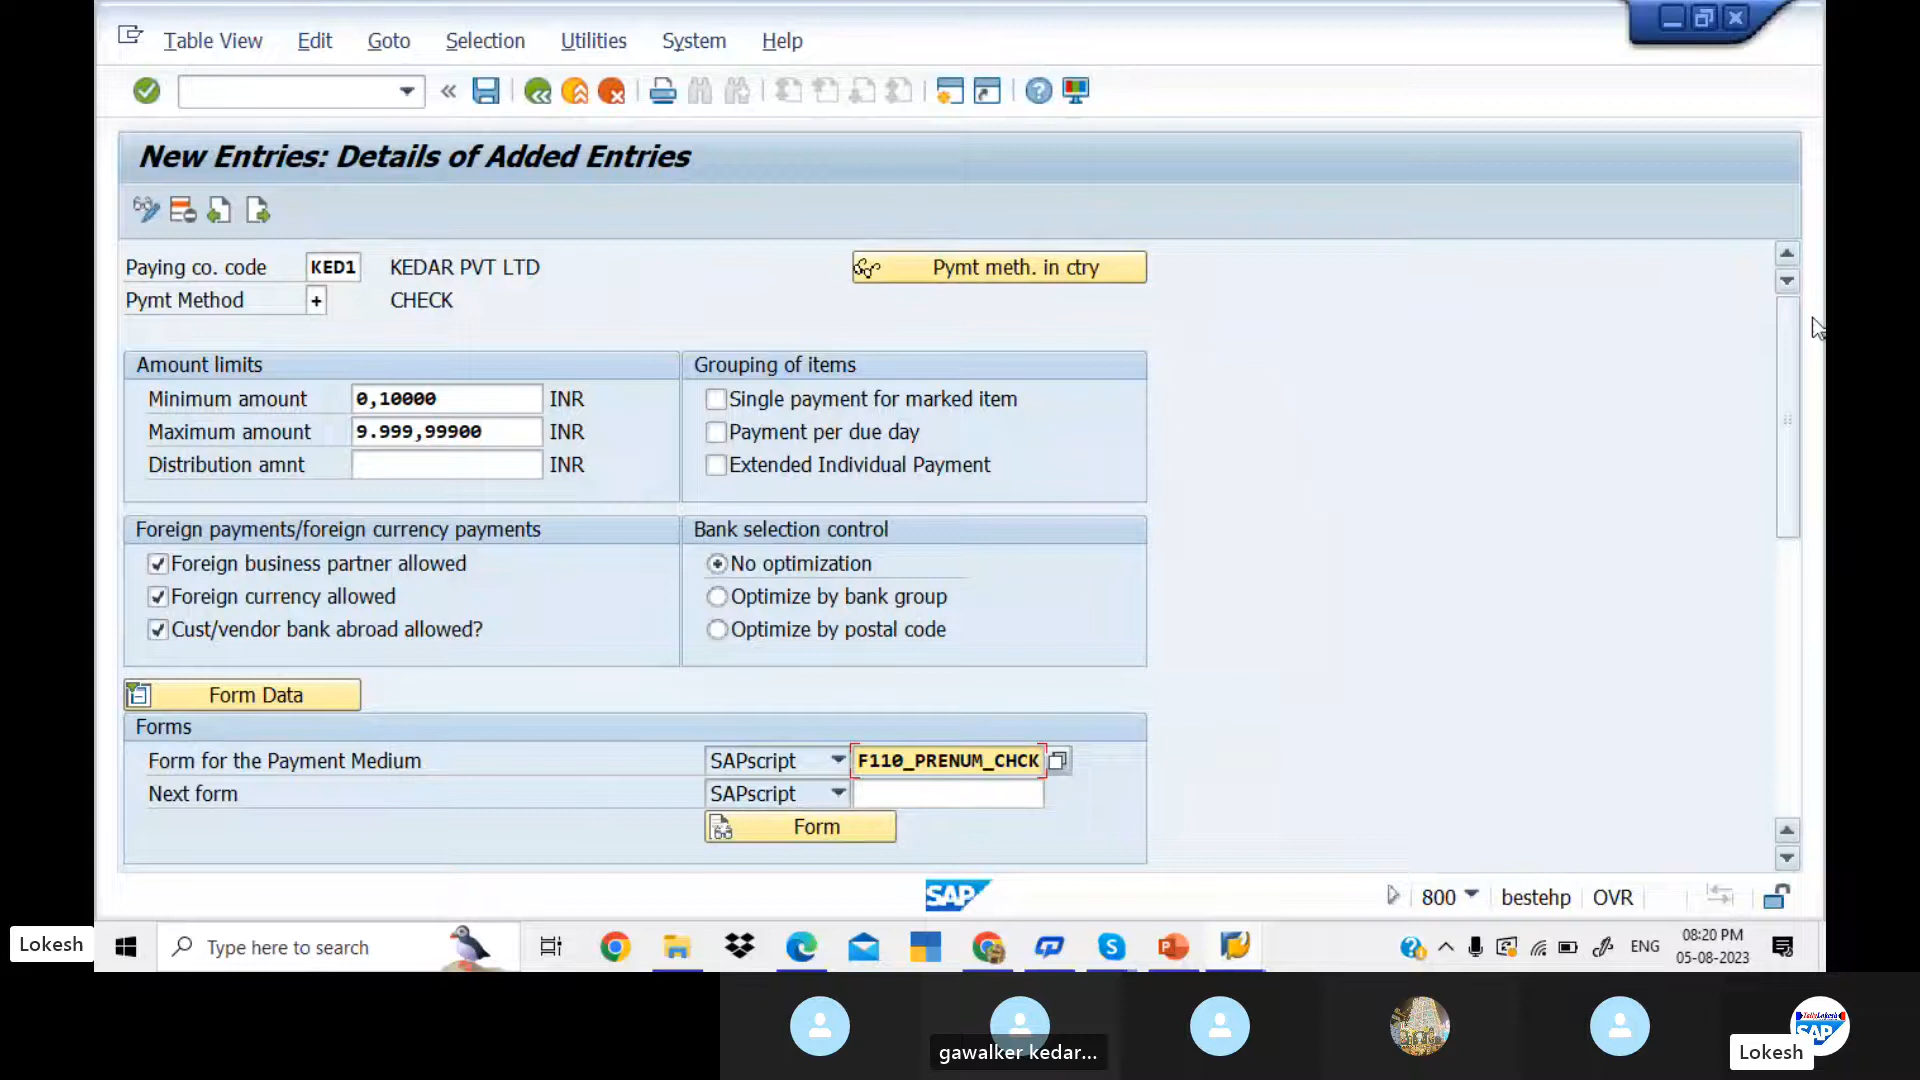 Table View Edit Goto Selection Utilities System Help
New Entries: Details of Added Entries
Paying co. code KED1 KEDAR PVT LTD
Pymt meth. in ctry
Pymt Method + CHECK
Amount limits
Minimum amount 0,10000 INR
Maximum amount 9.999,99900 INR
Distribution amnt INR
Grouping of items
Single payment for marked item
Payment per due day
Extended Individual Payment
Foreign payments/foreign currency payments
Foreign business partner allowed
Foreign currency allowed
Cust/vendor bank abroad allowed?
Bank selection control
No optimization
Optimize by bank group
Optimize by postal code
Form Data
Forms
Form for the Payment Medium SAPscript F110_PRENUM_CHCK
Next form SAPscript
Form
SAP 800 bestehp OVR
Lokesh
Type here to search
ENG
08:20 PM
05-08-2023
gawalker kedar...
SAP
Lokesh